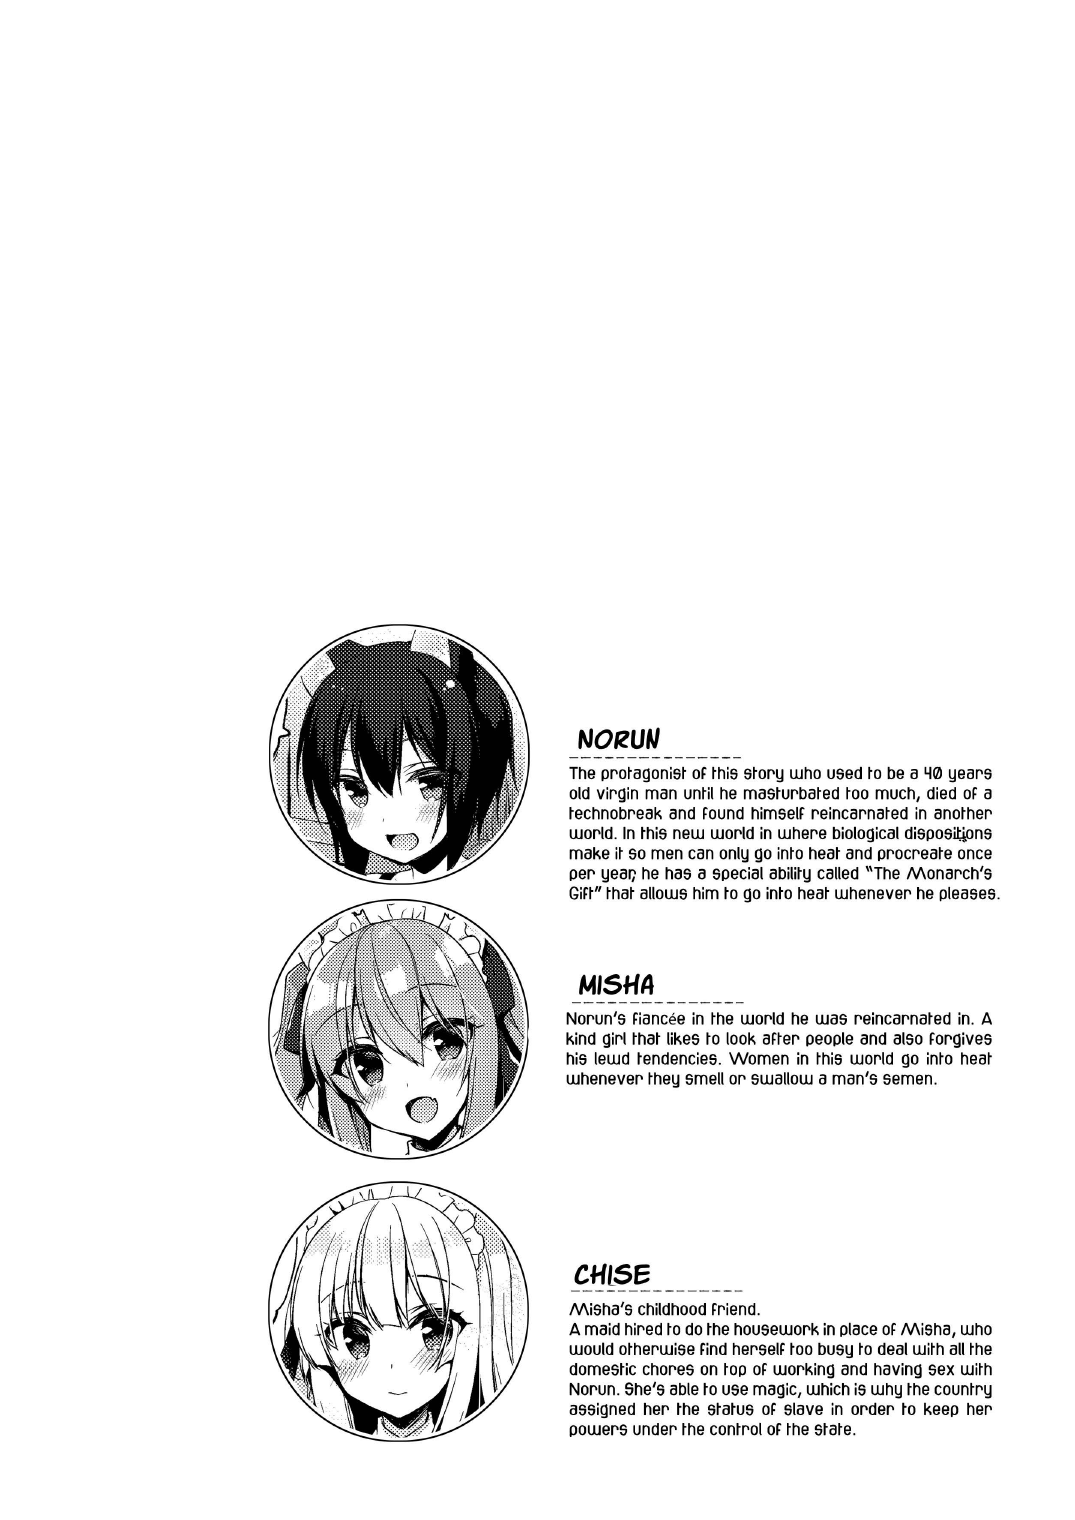 NORUN
The protagonist of this story who used to be a 40 years
old virgin man until he masturbated too much, died of a
technobreak and found himself reincarnated in another
world. In this new world in where biological dispositions
make it so men can only go into heat and procreate once
per year, he has a special ability called “The Monarch's
Gift” that allows him to go into heat whenever he pleases.
MISHA
Norun's fiancée in the world he was reincarnated in. A
kind girl that likes to look after people and also forgives
his lewd tendencies. Women in this world go into heat
whenever they smell or swallow a man's semen.
CHISE
Misha's childhood friend.
A maid hired to do the housework in place of Misha, who
would otherwise find herself too busy to deal with all the
domestic chores on top of working and having sex with
Norun. She's able to use magic, which is why the country
assigned her the status of slave in order to keep her
powers under the control of the state.